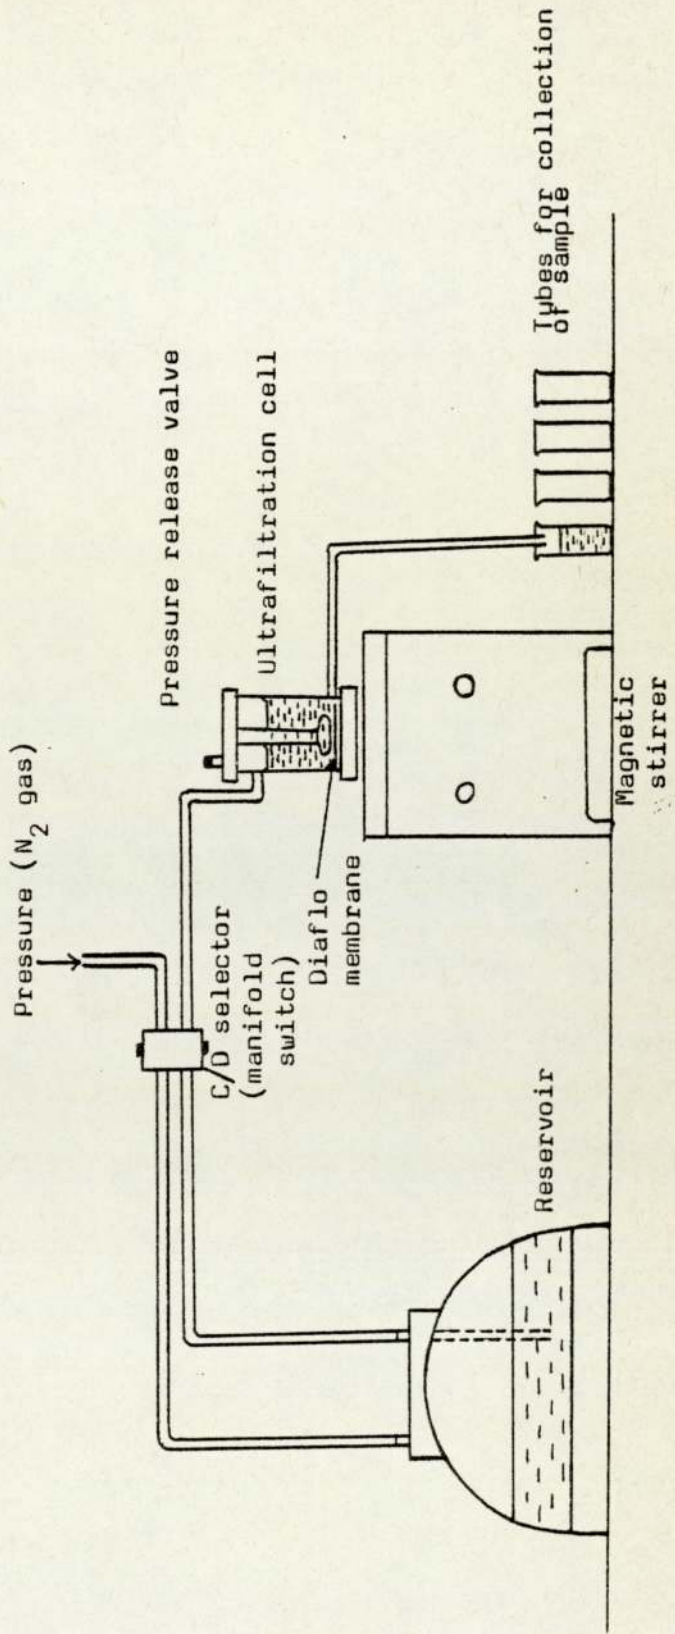 Pressure (N₂ gas)
Pressure release valve
C/D selector
(manifold
switch)
Ultrafiltration cell
Diaflo
membrane
Reservoir
Magnetic
stirrer
Tubes for collection
of sample